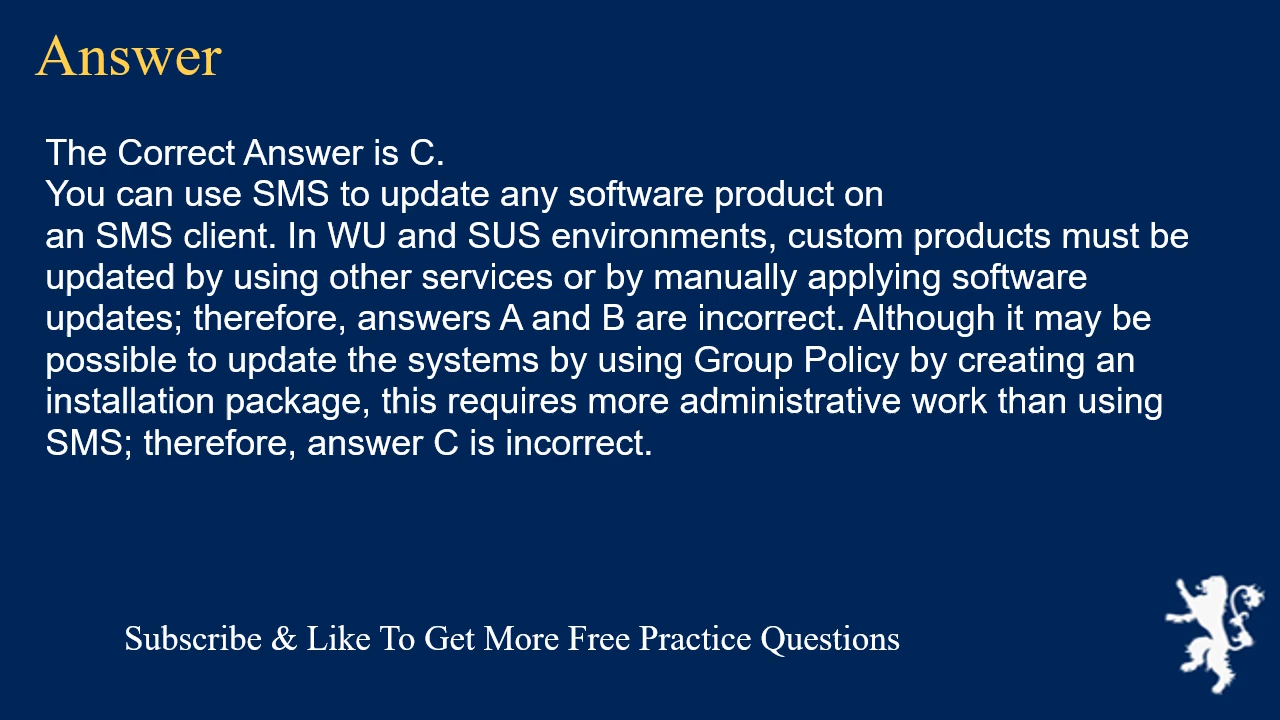 Answer
The Correct Answer is C.
You can use SMS to update any software product on
an SMS client. In WU and SUS environments, custom products must be
updated by using other services or by manually applying software
updates; therefore, answers A and B are incorrect. Although it may be
possible to update the systems by using Group Policy by creating an
installation package, this requires more administrative work than using
SMS; therefore, answer C is incorrect.
Subscribe & Like To Get More Free Practice Questions